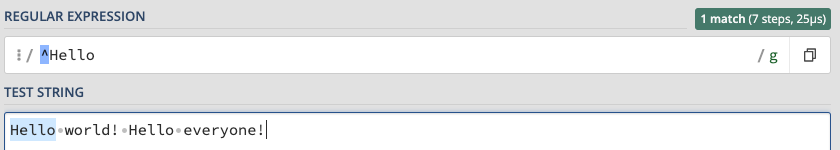 REGULAR EXPRESSION 1 match (7 steps, 25μs)
/ ^Hello / g
TEST STRING
Hello·world!·Hello·everyone!